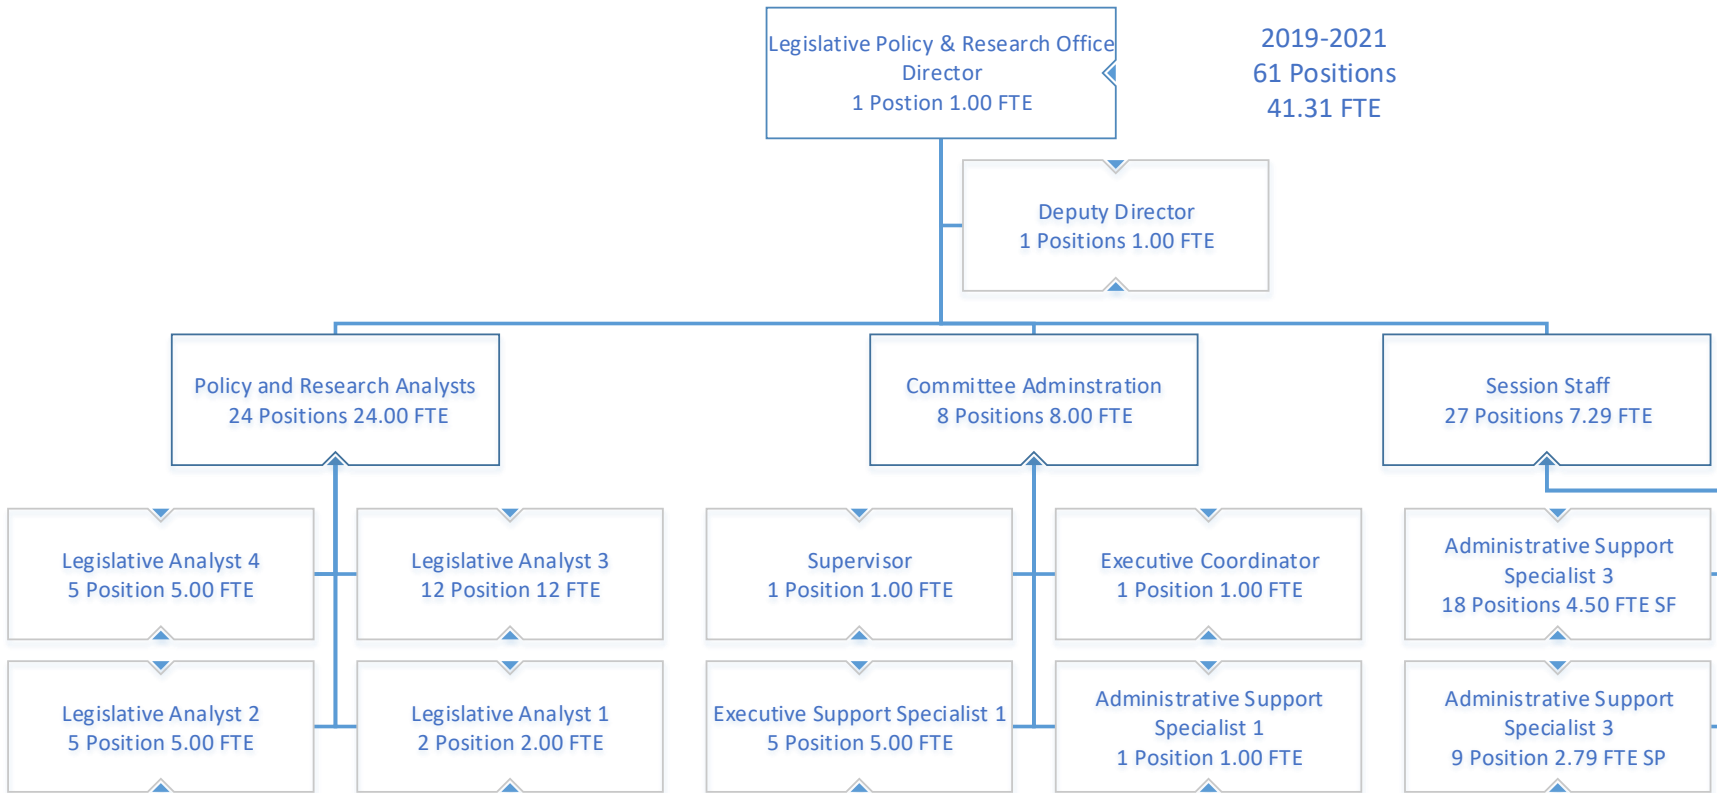 Legislative Policy & Research Office
Director
1 Postion 1.00 FTE
2019-2021
61 Positions
41.31 FTE
Deputy Director
1 Positions 1.00 FTE
Policy and Research Analysts
24 Positions 24.00 FTE
Committee Adminstration
8 Positions 8.00 FTE
Session Staff
27 Positions 7.29 FTE
Legislative Analyst 4
5 Position 5.00 FTE
Legislative Analyst 3
12 Position 12 FTE
Supervisor
1 Position 1.00 FTE
Executive Coordinator
1 Position 1.00 FTE
Administrative Support
Specialist 3
18 Positions 4.50 FTE SF
Legislative Analyst 2
5 Position 5.00 FTE
Legislative Analyst 1
2 Position 2.00 FTE
Executive Support Specialist 1
5 Position 5.00 FTE
Administrative Support
Specialist 1
1 Position 1.00 FTE
Administrative Support
Specialist 3
9 Position 2.79 FTE SP